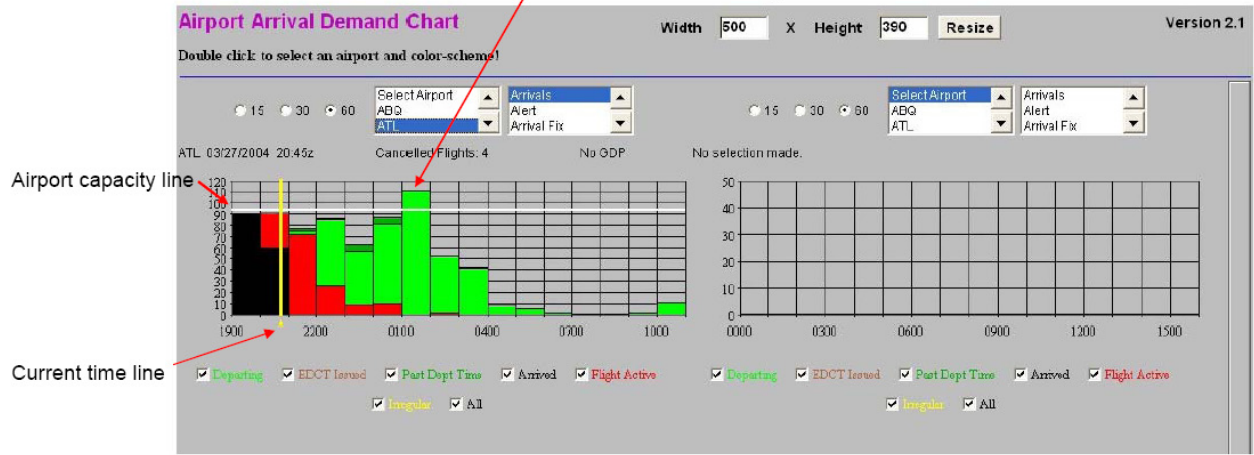 Airport Arrival Demand Chart
Width 500 X Height 390 Resize
Version 2.1
Double click to select an airport and color-scheme!
15 30 60
Select Airport
ABQ
ATL
Arrivals
Alert
Arrival Fix
15 30 60
Select Airport
ABQ
ATL
Arrivals
Alert
Arrival Fix
ATL 03/27/2004 20:45z Cancelled Flights: 4 No GDP
No selection made.
Airport capacity line
120
110
100
90
80
70
60
50
40
30
20
10
0
1900 2200 0100 0400 0700 1000
50
40
30
20
10
0
0000 0300 0600 0900 1200 1500
Current time line
Departing EDCT Issued Past Dept Time Arrived Flight Active
Irregular All
Departing EDCT Issued Past Dept Time Arrived Flight Active
Irregular All